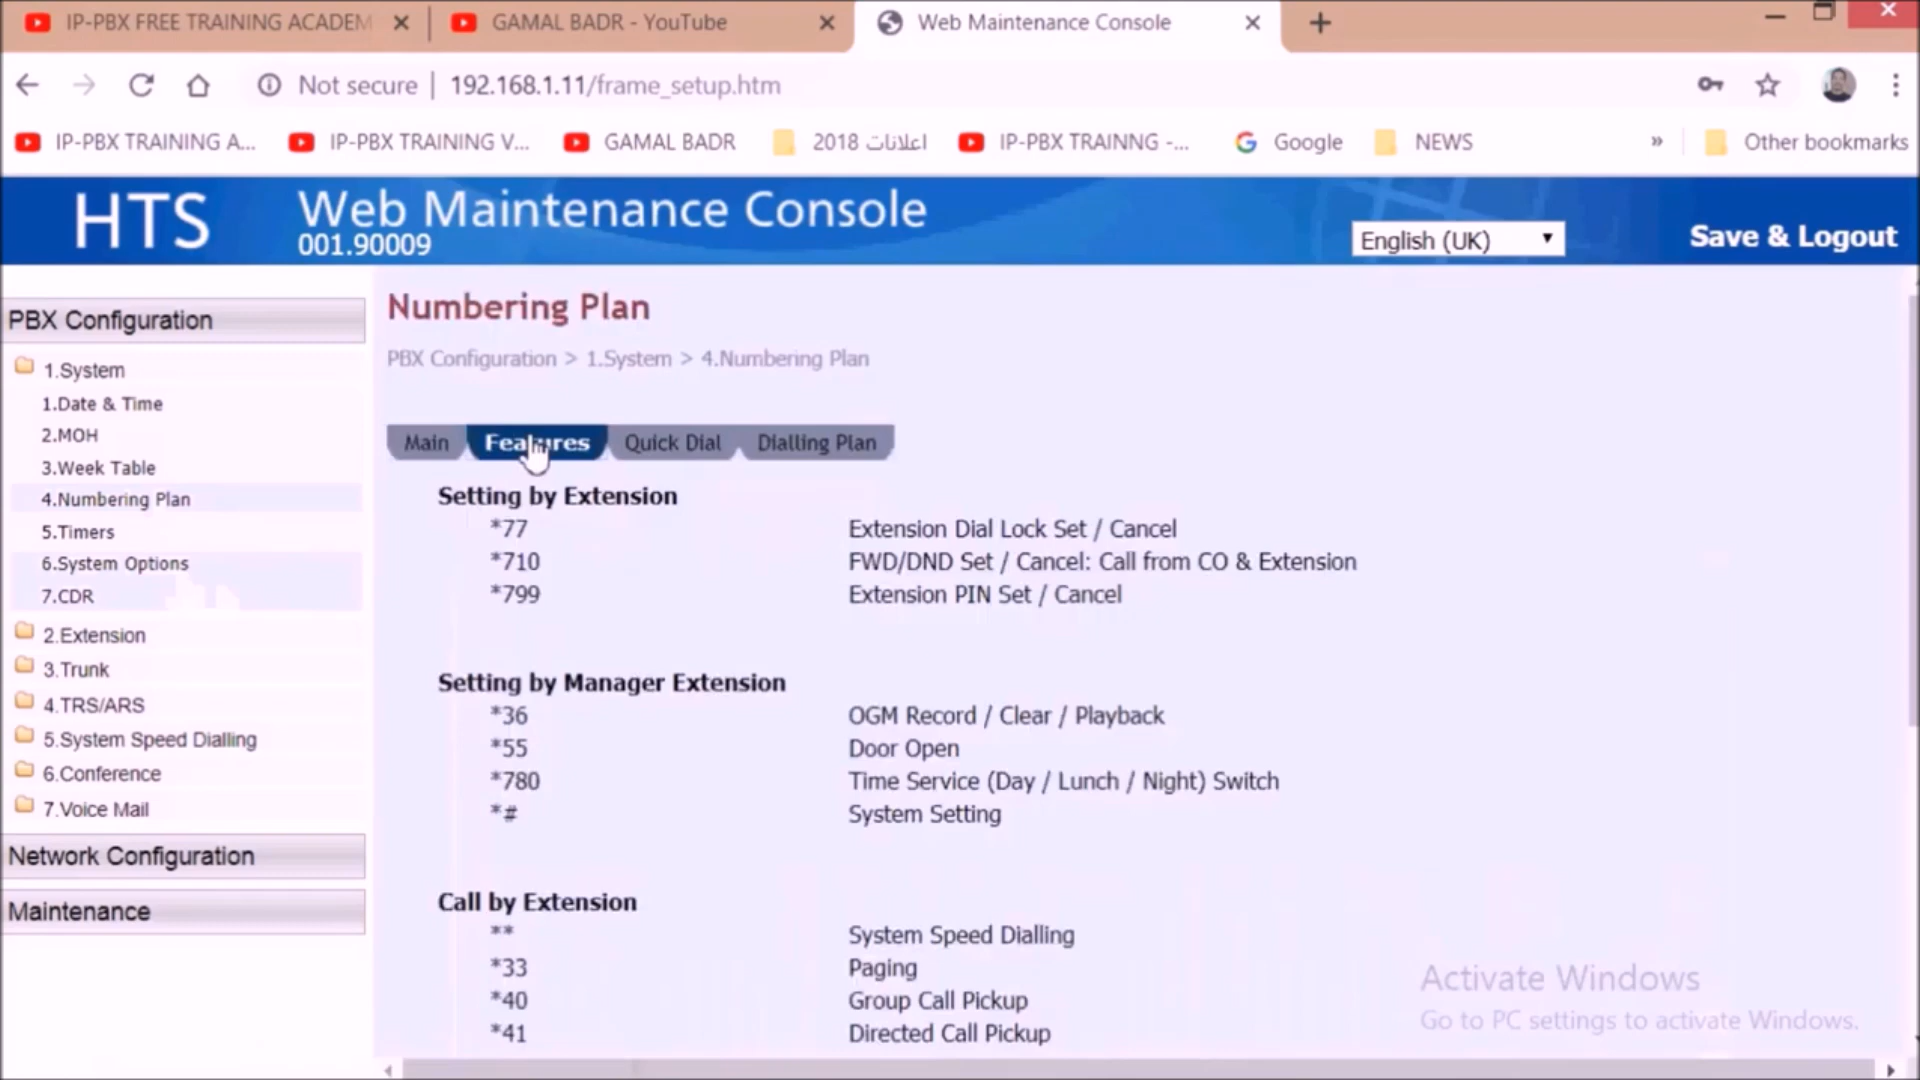 IP-PBX FREE TRAINING ACADEM
GAMAL BADR - YouTube
Web Maintenance Console
Not secure | 192.168.1.11/frame_setup.htm
IP-PBX TRAINING A...
IP-PBX TRAINING V...
GAMAL BADR
اعلانات 2018
IP-PBX TRAINNG -...
Google
NEWS
»
Other bookmarks
HTS
Web Maintenance Console
001.90009
English (UK)
Save & Logout
PBX Configuration
1.System
1.Date & Time
2.MOH
3.Week Table
4.Numbering Plan
5.Timers
6.System Options
7.CDR
2.Extension
3.Trunk
4.TRS/ARS
5.System Speed Dialling
6.Conference
7.Voice Mail
Network Configuration
Maintenance
Numbering Plan
PBX Configuration > 1.System > 4.Numbering Plan
Main
Features
Quick Dial
Dialling Plan
Setting by Extension
*77 Extension Dial Lock Set / Cancel
*710 FWD/DND Set / Cancel: Call from CO & Extension
*799 Extension PIN Set / Cancel
Setting by Manager Extension
*36 OGM Record / Clear / Playback
*55 Door Open
*780 Time Service (Day / Lunch / Night) Switch
*# System Setting
Call by Extension
** System Speed Dialling
*33 Paging
*40 Group Call Pickup
*41 Directed Call Pickup
Activate Windows
Go to PC settings to activate Windows.